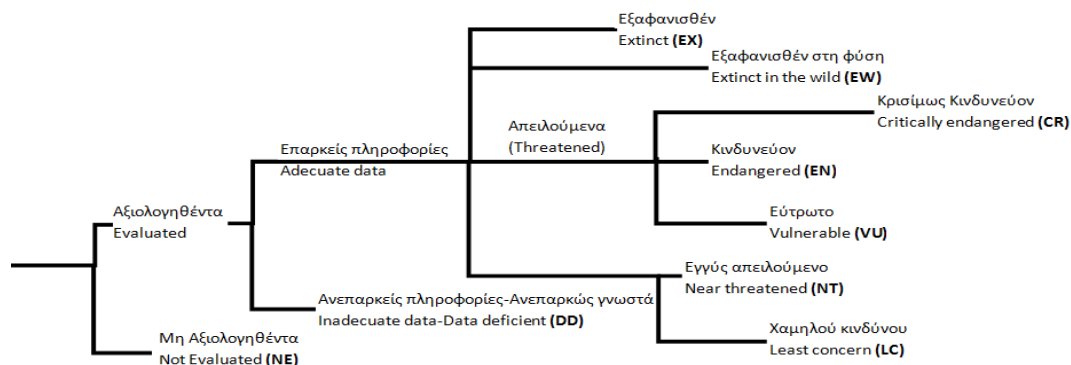 Εξαφανισθέν
Extinct (EX)
Εξαφανισθέν στη φύση
Extinct in the wild (EW)
Κρισίμως Κινδυνεύον
Critically endangered (CR)
Απειλούμενα
(Threatened)
Επαρκείς πληροφορίες
Adecuate data
Κινδυνεύον
Endangered (EN)
Αξιολογηθέντα
Evaluated
Εύτρωτο
Vulnerable (VU)
Εγγύς απειλούμενο
Near threatened (NT)
Ανεπαρκείς πληροφορίες-Ανεπαρκώς γνωστά
Inadecuate data-Data deficient (DD)
Χαμηλού κινδύνου
Least concern (LC)
Μη Αξιολογηθέντα
Not Evaluated (NE)